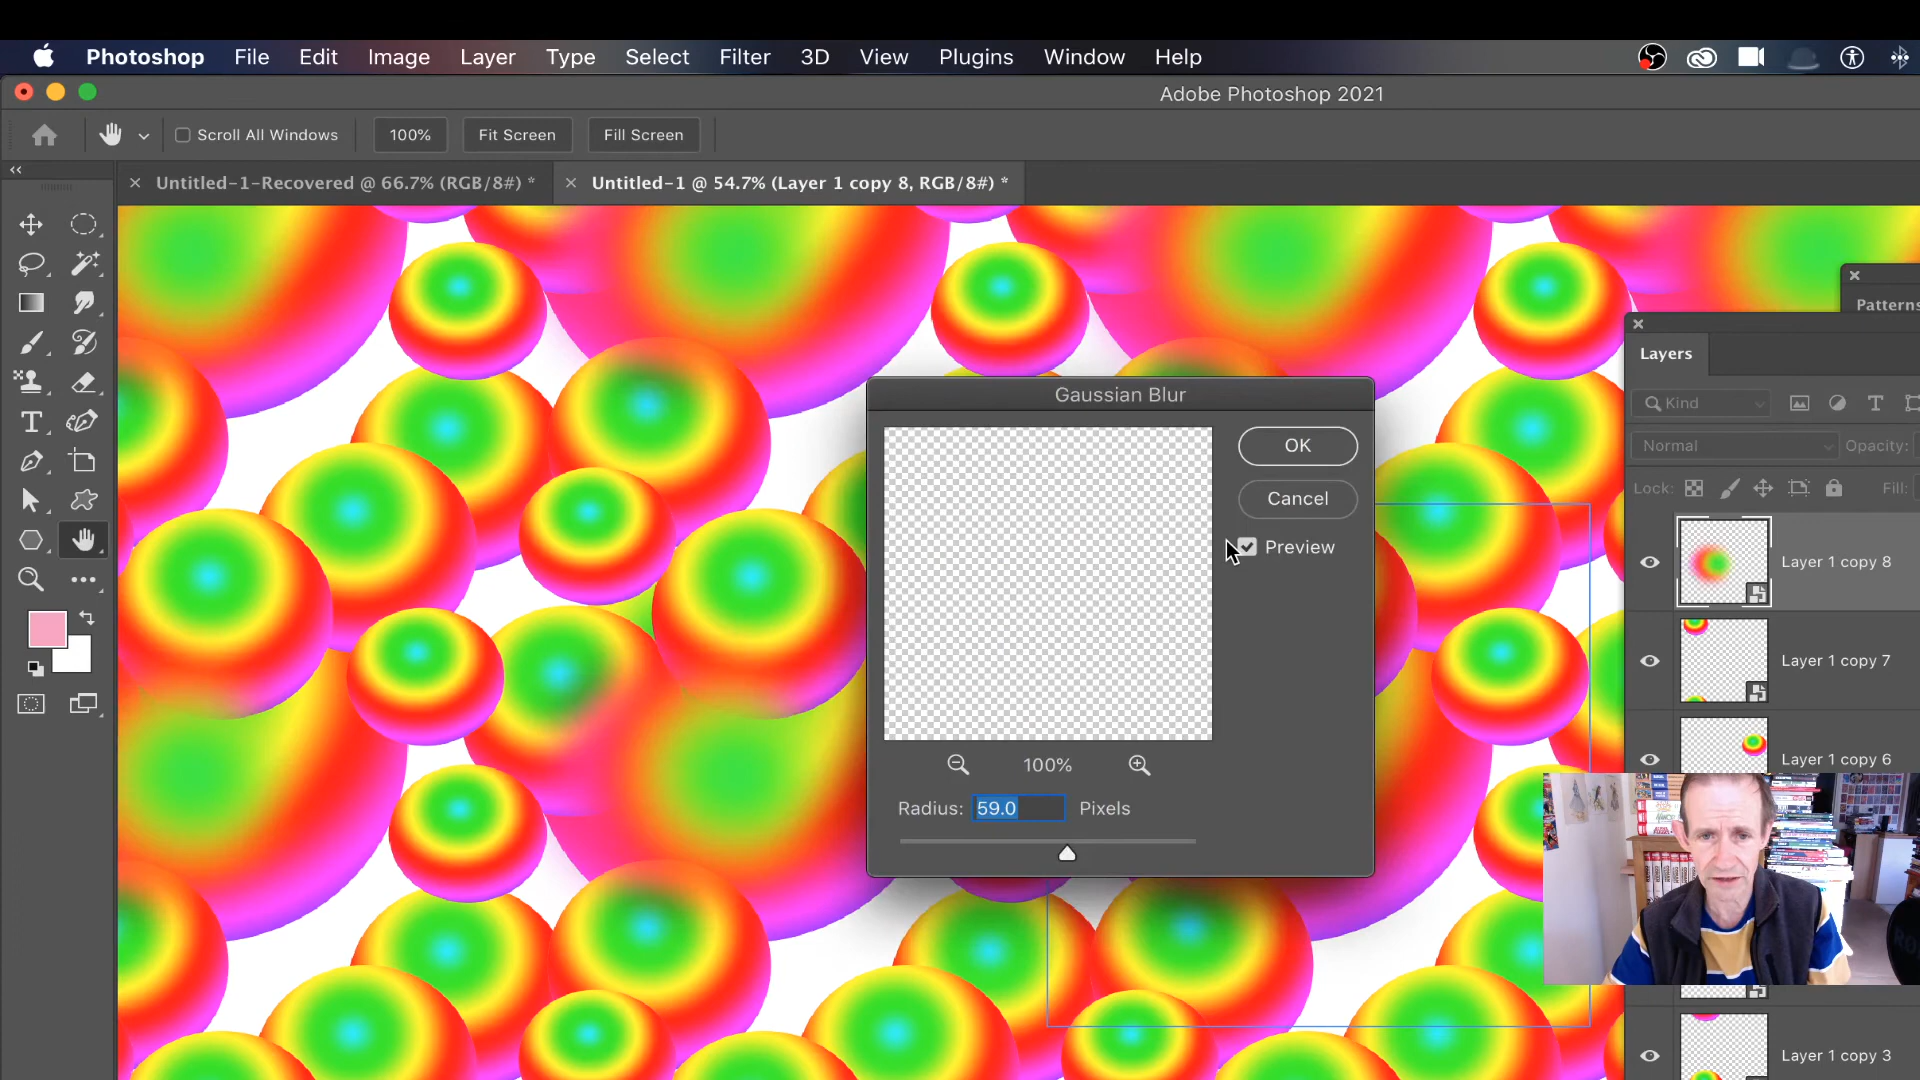 Photoshop File Edit Image Layer Type Select Filter 3D View Plugins Window Help
Adobe Photoshop 2021
Scroll All Windows 100% Fit Screen Fill Screen
Untitled-1-Recovered @ 66.7% (RGB/8#) *
Untitled-1 @ 54.7% (Layer 1 copy 8, RGB/8#) *
Patterns
Layers
Kind
Normal Opacity:
Lock: Fill:
Layer 1 copy 8
Layer 1 copy 7
Layer 1 copy 6
Layer 1 copy 3
Gaussian Blur
OK
Cancel
Preview
100%
Radius: 59.0 Pixels